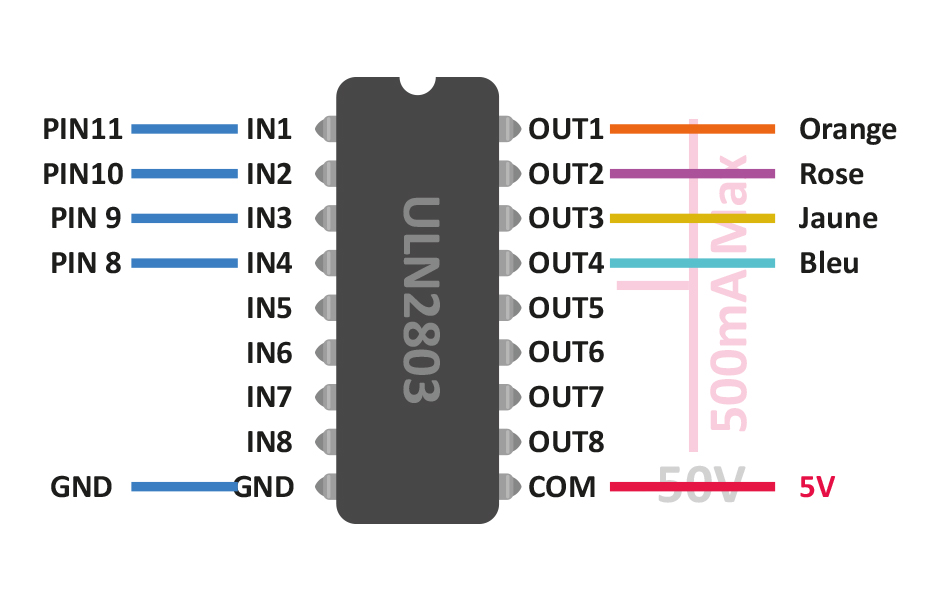 PIN11 IN1 OUT1 Orange
PIN10 IN2 OUT2 Rose
PIN 9 IN3 OUT3 Jaune
PIN 8 IN4 OUT4 Bleu
IN5 OUT5
IN6 OUT6
IN7 OUT7
IN8 OUT8
GND GND COM 5V
ULN2803
500mA Max
50V